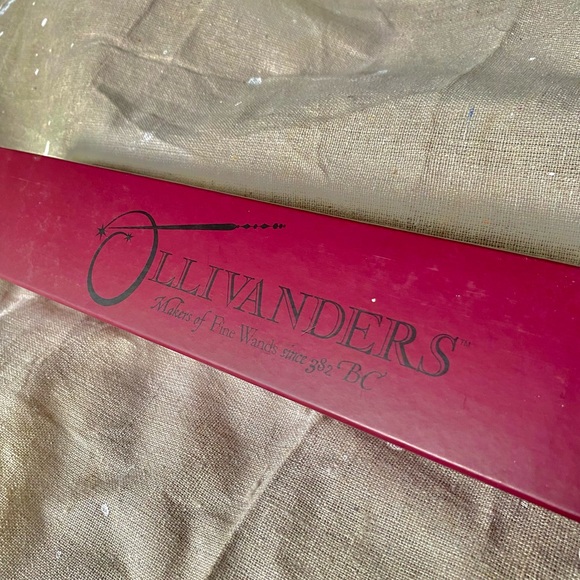 OLLIVANDERS™
Makers of Fine Wands since 382 BC